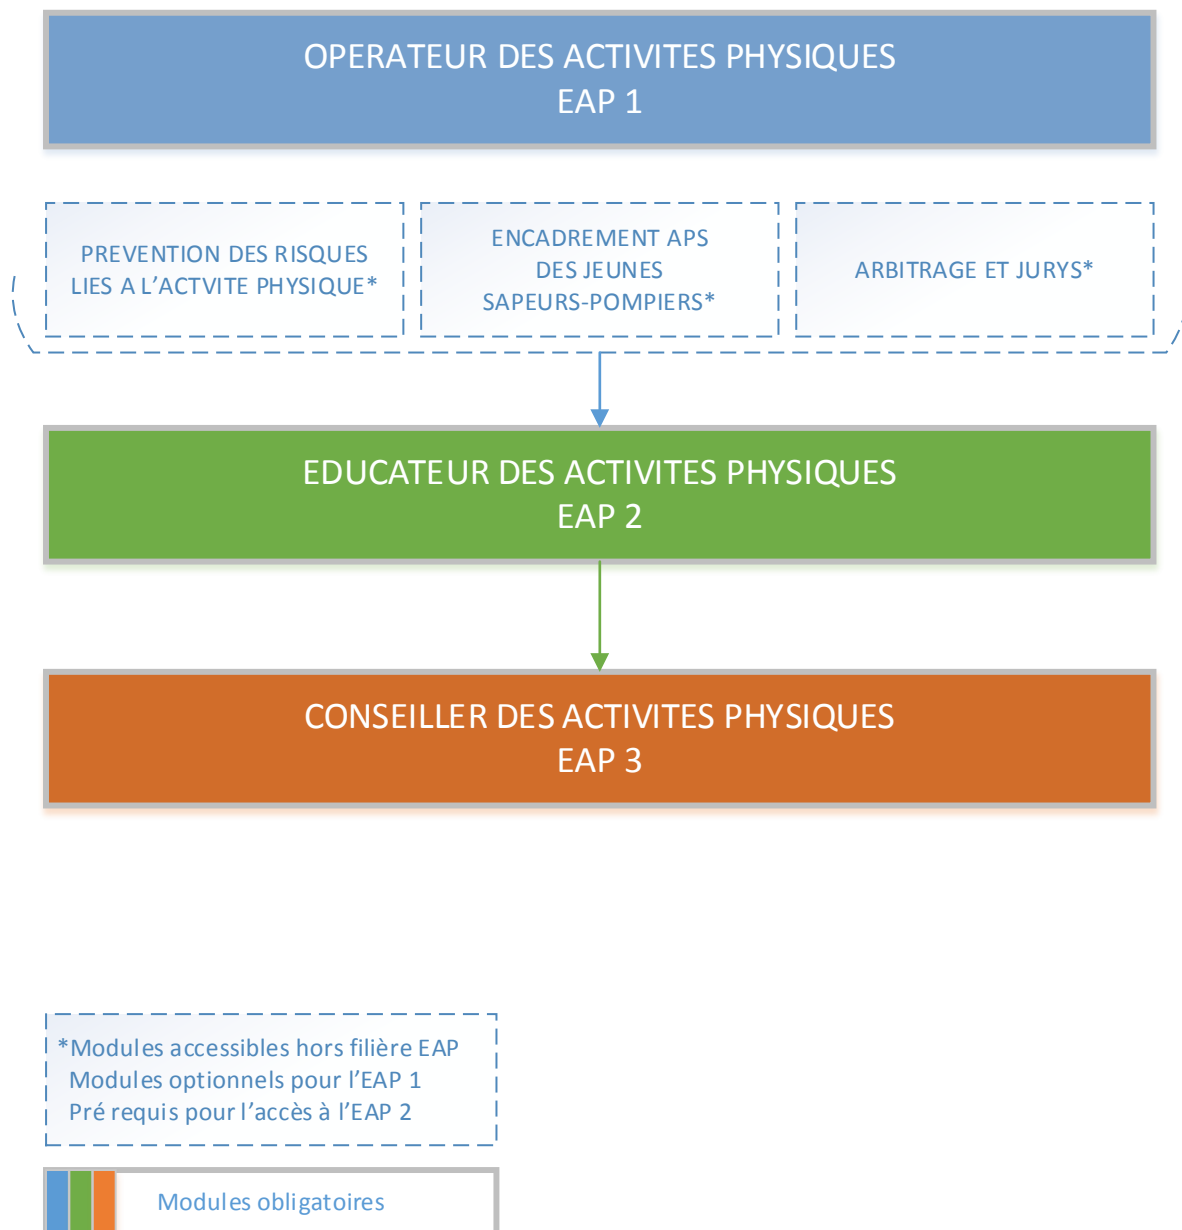 OPERATEUR DES ACTIVITES PHYSIQUES
EAP 1
PREVENTION DES RISQUES
LIES A L’ACTVITE PHYSIQUE*
ENCADREMENT APS
DES JEUNES
SAPEURS-POMPIERS*
ARBITRAGE ET JURYS*
EDUCATEUR DES ACTIVITES PHYSIQUES
EAP 2
CONSEILLER DES ACTIVITES PHYSIQUES
EAP 3
*Modules accessibles hors filière EAP
Modules optionnels pour l’EAP 1
Pré requis pour l’accès à l’EAP 2
Modules obligatoires